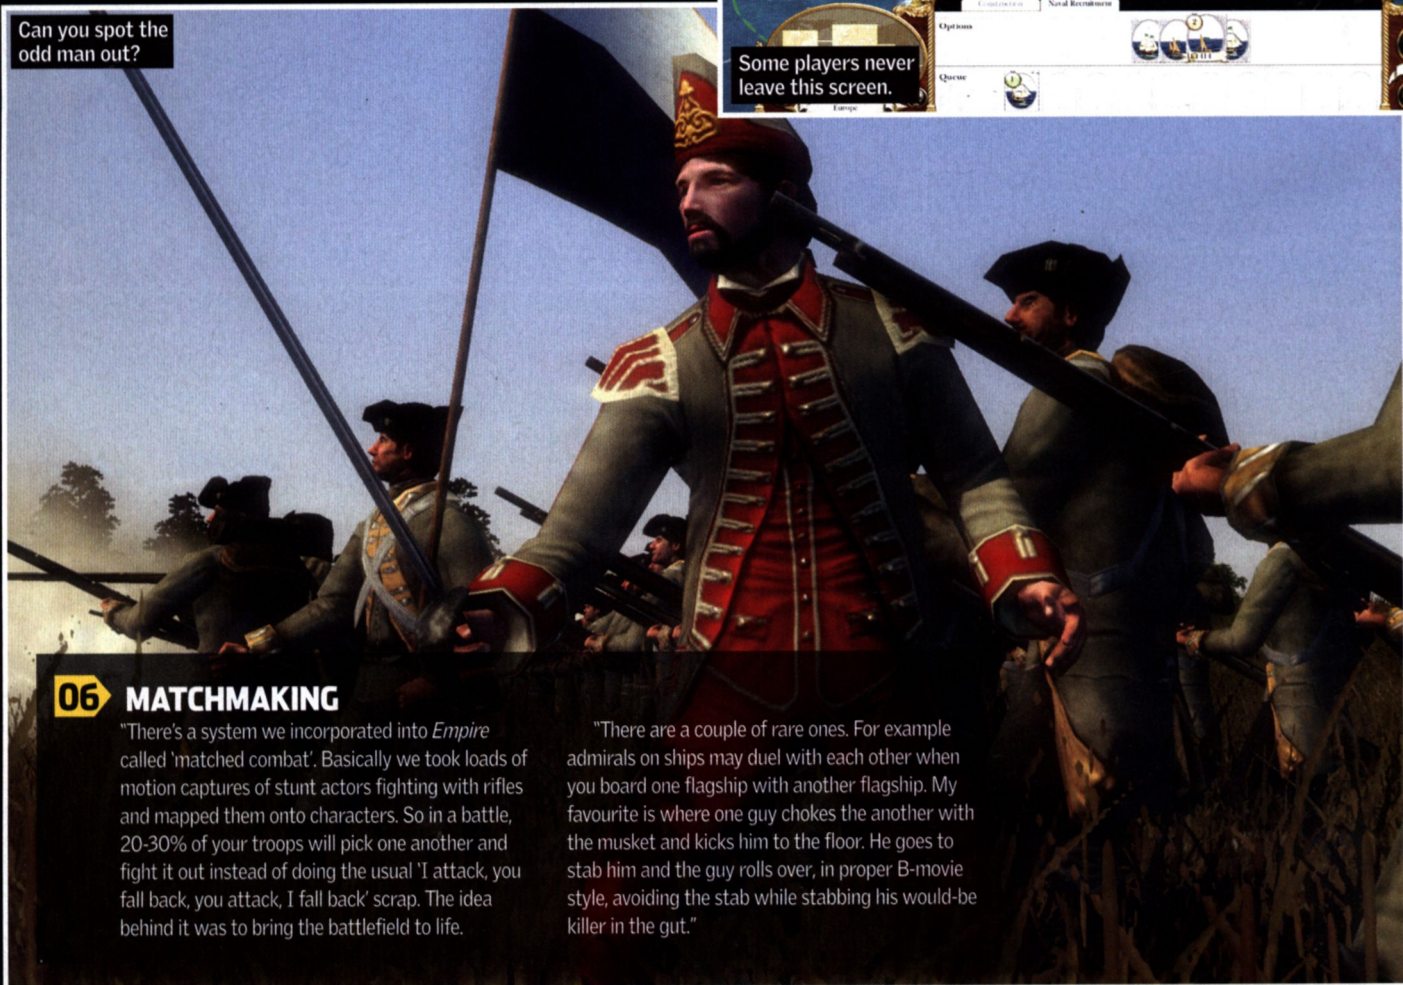 Can you spot the
odd man out?
Construction
Naval Recruitment
Options
Queue
Europe
Some players never
leave this screen.
06 MATCHMAKING
"There's a system we incorporated into Empire
called 'matched combat'. Basically we took loads of
motion captures of stunt actors fighting with rifles
and mapped them onto characters. So in a battle,
20-30% of your troops will pick one another and
fight it out instead of doing the usual 'I attack, you
fall back, you attack, I fall back' scrap. The idea
behind it was to bring the battlefield to life.
"There are a couple of rare ones. For example
admirals on ships may duel with each other when
you board one flagship with another flagship. My
favourite is where one guy chokes the another with
the musket and kicks him to the floor. He goes to
stab him and the guy rolls over, in proper B-movie
style, avoiding the stab while stabbing his would-be
killer in the gut."